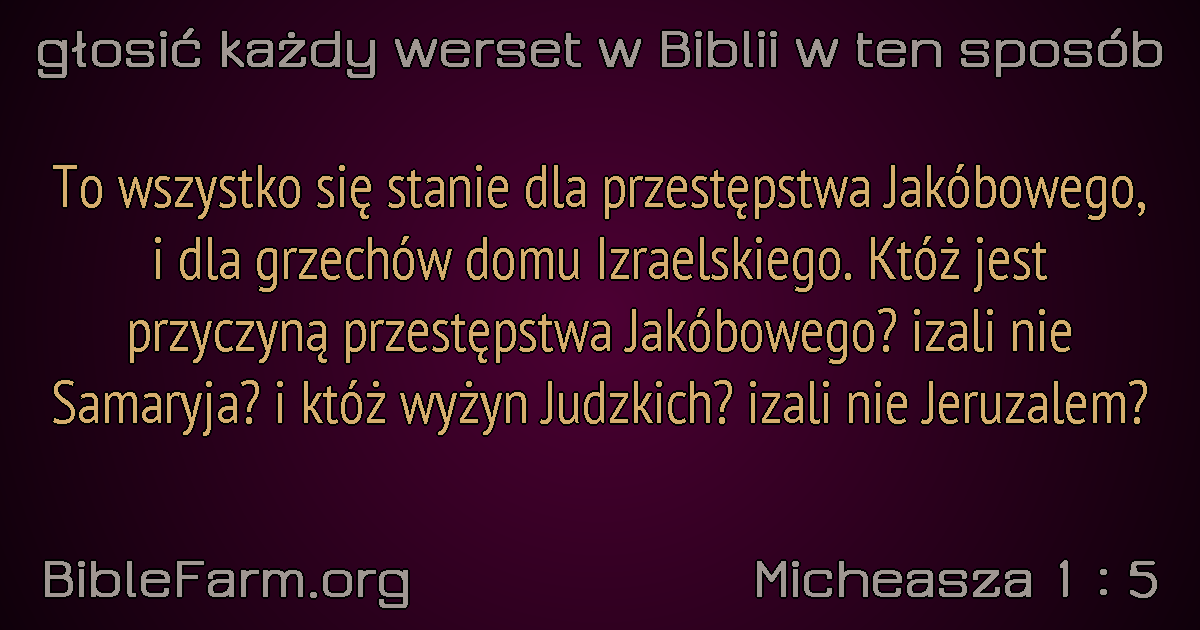 głosić każdy werset w Biblii w ten sposób
To wszystko się stanie dla przestępstwa Jakóbowego,
i dla grzechów domu Izraelskiego. Któż jest
przyczyną przestępstwa Jakóbowego? izali nie
Samaryja? i któż wyżyn Judzkich? izali nie Jeruzalem?
BibleFarm.org
Micheasza 1 : 5